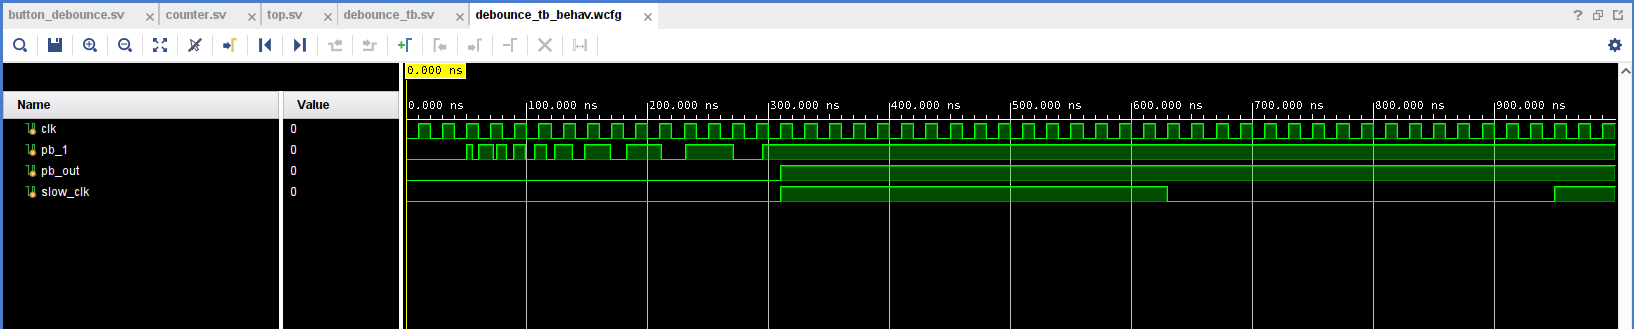 button_debounce.sv × counter.sv × top.sv × debounce_tb.sv × debounce_tb_behav.wcfg × ?
0.000 ns
Name Value
0.000 ns 100.000 ns 200.000 ns 300.000 ns 400.000 ns 500.000 ns 600.000 ns 700.000 ns 800.000 ns 900.000 ns
clk 0
pb_1 0
pb_out 0
slow_clk 0